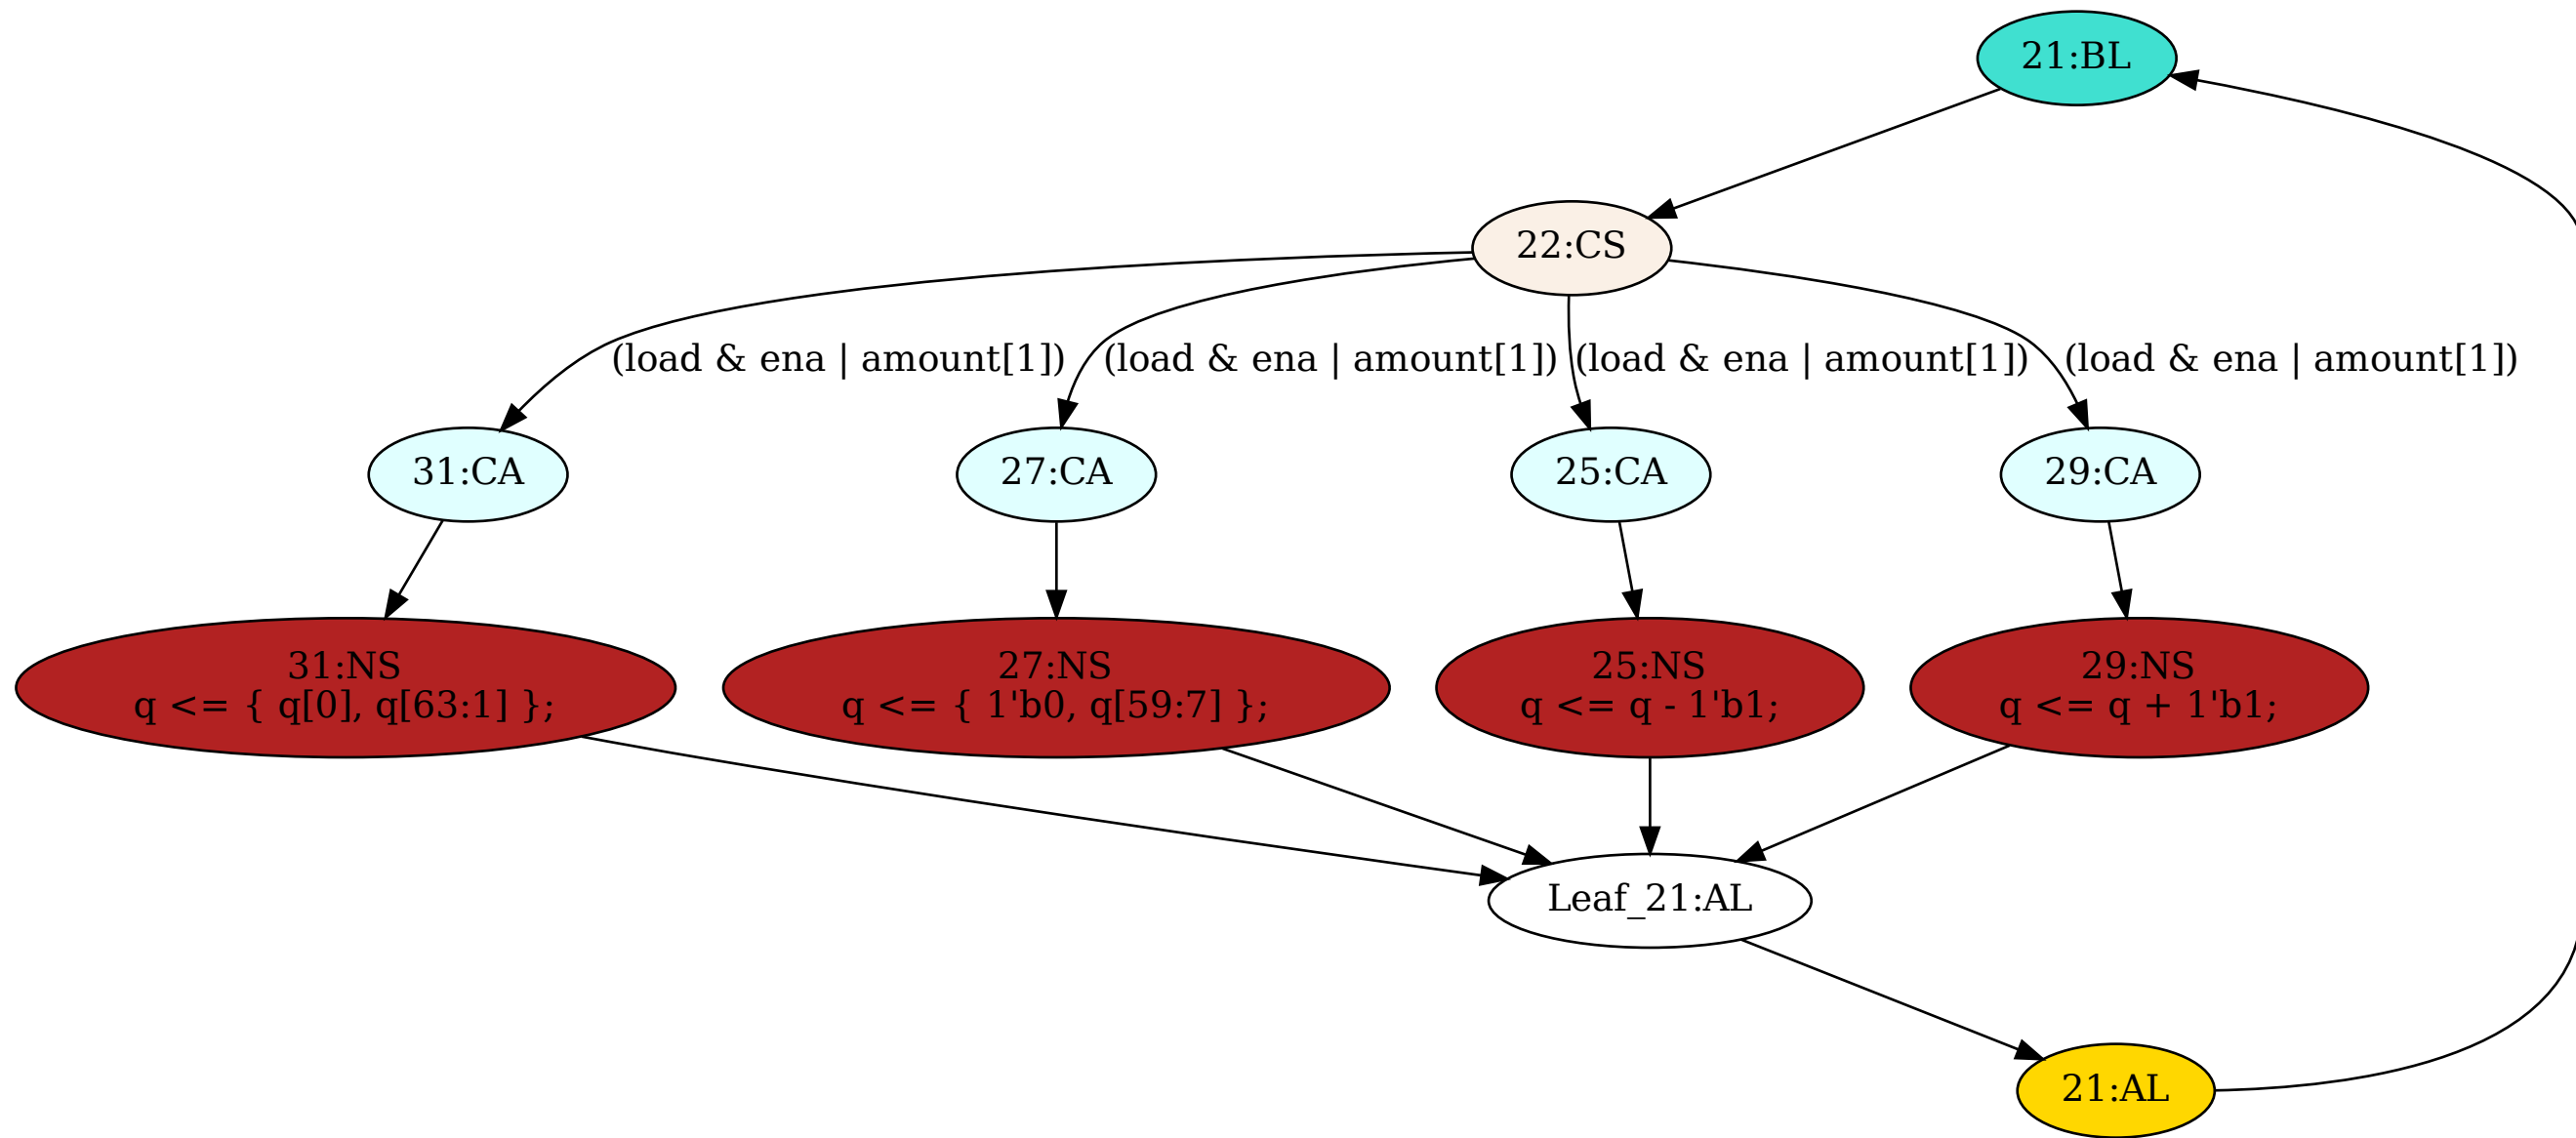 21:BL
22:CS
(load & ena | amount[1])
(load & ena | amount[1])
(load & ena | amount[1])
(load & ena | amount[1])
31:CA
27:CA
25:CA
29:CA
31:NS
q <= { q[0], q[63:1] };
27:NS
q <= { 1'b0, q[59:7] };
25:NS
q <= q - 1'b1;
29:NS
q <= q + 1'b1;
Leaf_21:AL
21:AL